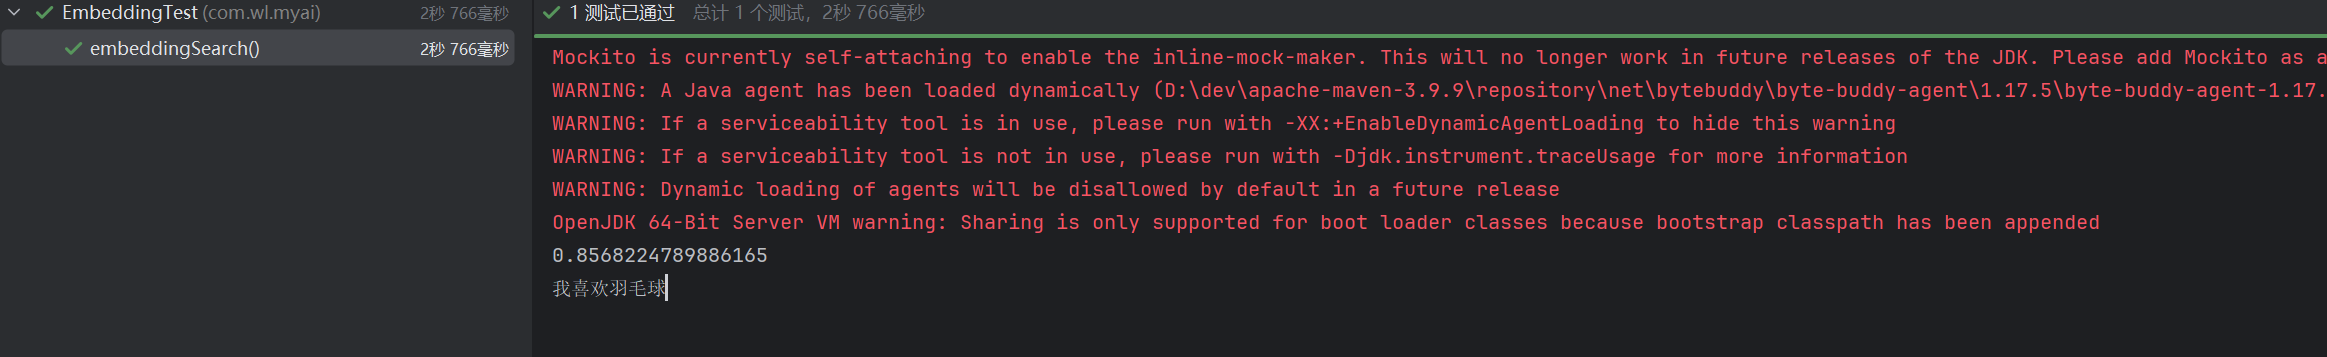 EmbeddingTest (com.wl.myai) 2秒 766毫秒
embeddingSearch() 2秒 766毫秒
1 测试已通过 总计 1 个测试，2秒 766毫秒
Mockito is currently self-attaching to enable the inline-mock-maker. This will no longer work in future releases of the JDK. Please add Mockito as a
WARNING: A Java agent has been loaded dynamically (D:\dev\apache-maven-3.9.9\repository\net\bytebuddy\byte-buddy-agent\1.17.5\byte-buddy-agent-1.17.
WARNING: If a serviceability tool is in use, please run with -XX:+EnableDynamicAgentLoading to hide this warning
WARNING: If a serviceability tool is not in use, please run with -Djdk.instrument.traceUsage for more information
WARNING: Dynamic loading of agents will be disallowed by default in a future release
OpenJDK 64-Bit Server VM warning: Sharing is only supported for boot loader classes because bootstrap classpath has been appended
0.8568224789886165
我喜欢羽毛球